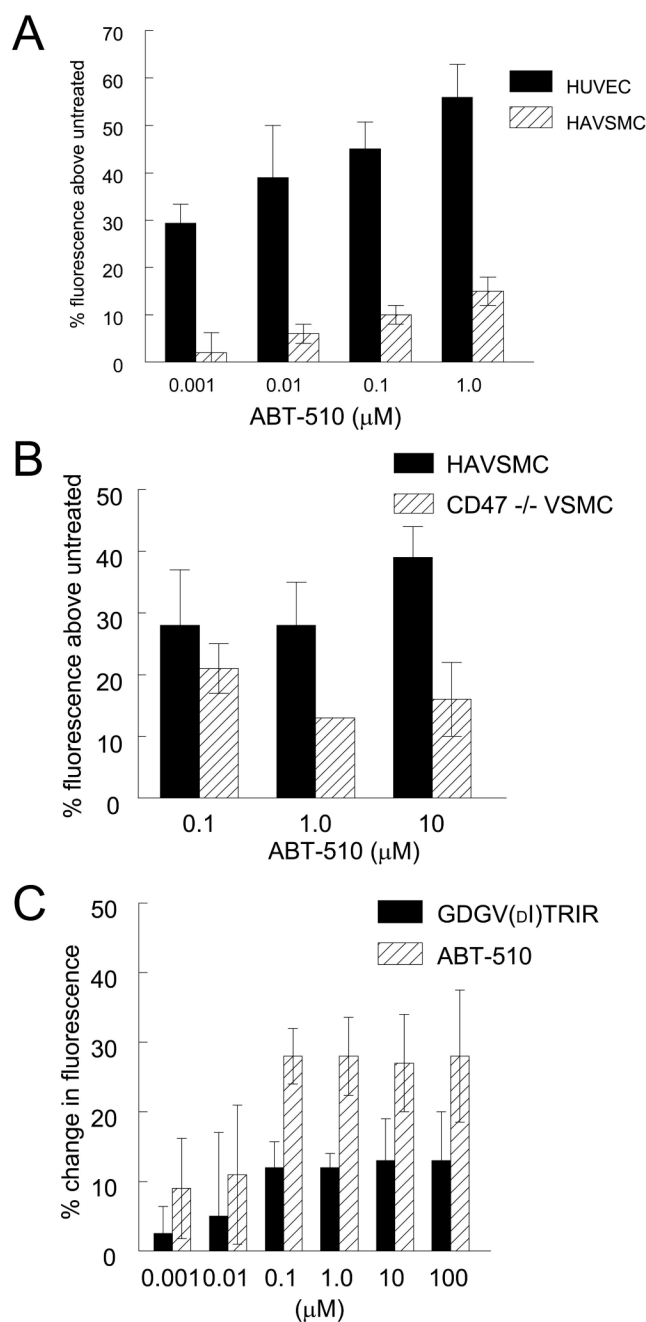 A
% fluorescence above untreated
70
60
50
40
30
20
10
0
HUVEC
HAVSMC
0.001 0.01 0.1 1.0
ABT-510 (μM)
B
% fluorescence above untreated
50
40
30
20
10
0
HAVSMC
CD47 -/- VSMC
0.1 1.0 10
ABT-510 (μM)
C
% change in fluorescence
50
40
30
20
10
0
GDGV(DI)TRIR
ABT-510
0.001 0.01 0.1 1.0 10 100
(μM)